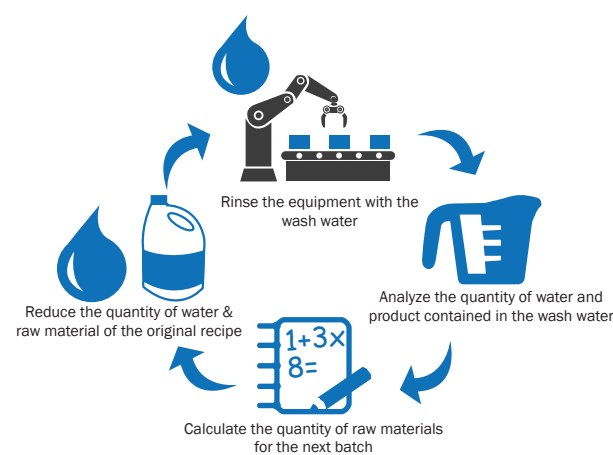 Rinse the equipment with the
wash water
Analyze the quantity of water and
product contained in the wash water
Reduce the quantity of water &
raw material of the original recipe
1+3x
8=
Calculate the quantity of raw materials
for the next batch